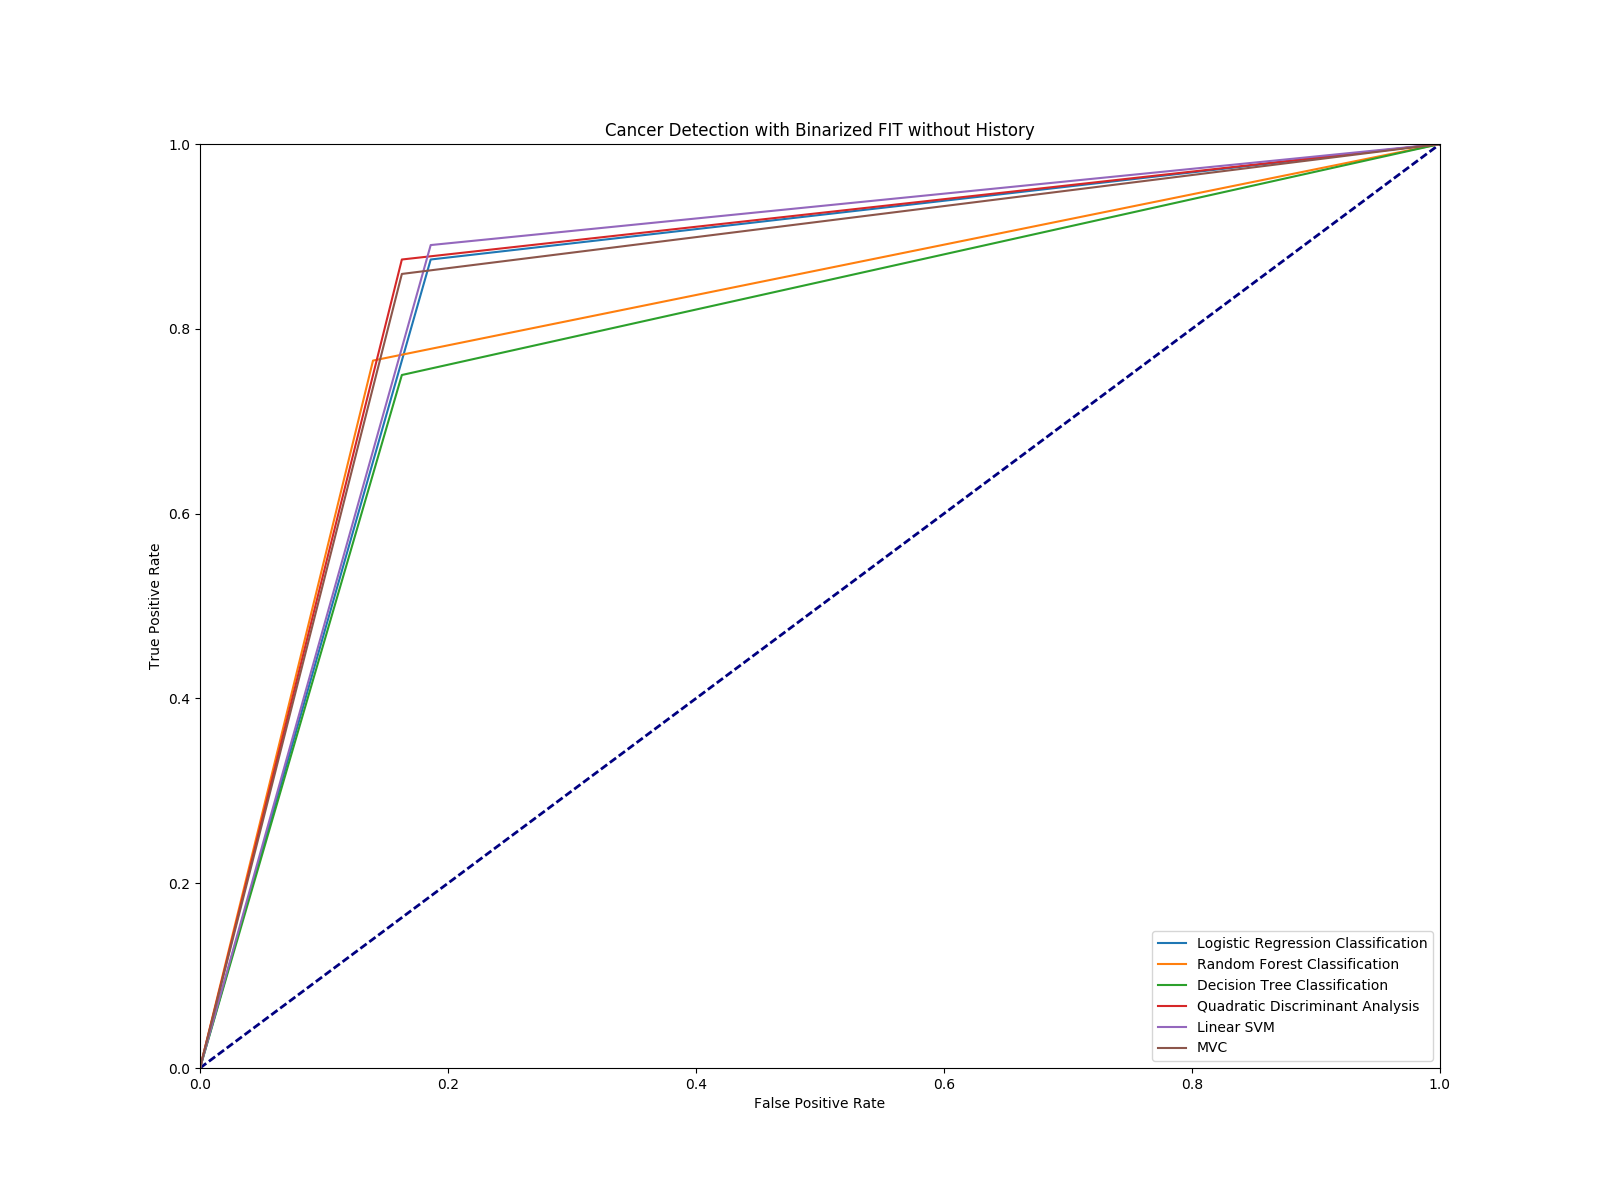 Cancer Detection with Binarized FIT without History
1.0
0.8
0.6
0.4
0.2
0.0
True Positive Rate
0.0 0.2 0.4 0.6 0.8 1.0
False Positive Rate
Logistic Regression Classification
Random Forest Classification
Decision Tree Classification
Quadratic Discriminant Analysis
Linear SVM
MVC